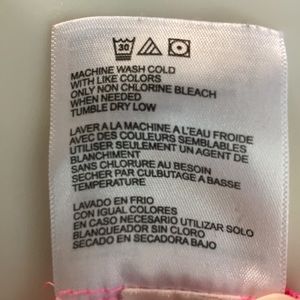 30
MACHINE WASH COLD
WITH LIKE COLORS
ONLY NON CHLORINE BLEACH
WHEN NEEDED
TUMBLE DRY LOW
LAVER A LA MACHINE A L'EAU FROIDE
AVEC DES COULEURS SEMBLABLES
UTILISER SEULEMENT UN AGENT DE
BLANCHIMENT
SANS CHLORURE AU BESOIN
SECHER PAR CULBUTAGE A BASSE
TEMPERATURE
LAVADO EN FRIO
CON IGUAL COLORES
EN CASO NECESARIO UTILIZAR SOLO
BLANQUEADOR SIN CLORO
SECADO EN SECADORA BAJO